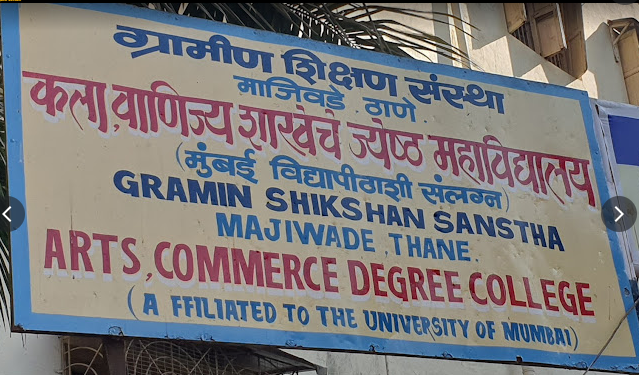 ग्रामीण शिक्षण संस्था
माजिवडे ठाणे
कला,वाणिज्य शाखेचे ज्येष्ठ महाविद्यालय
(मुंबई विद्यापीठाशी संलग्न)
GRAMIN SHIKSHAN SANSTHA
MAJIWADE, THANE.
ARTS, COMMERCE DEGREE COLLEGE
(A FFILIATED TO THE UNIVERSITY OF MUMBAI)